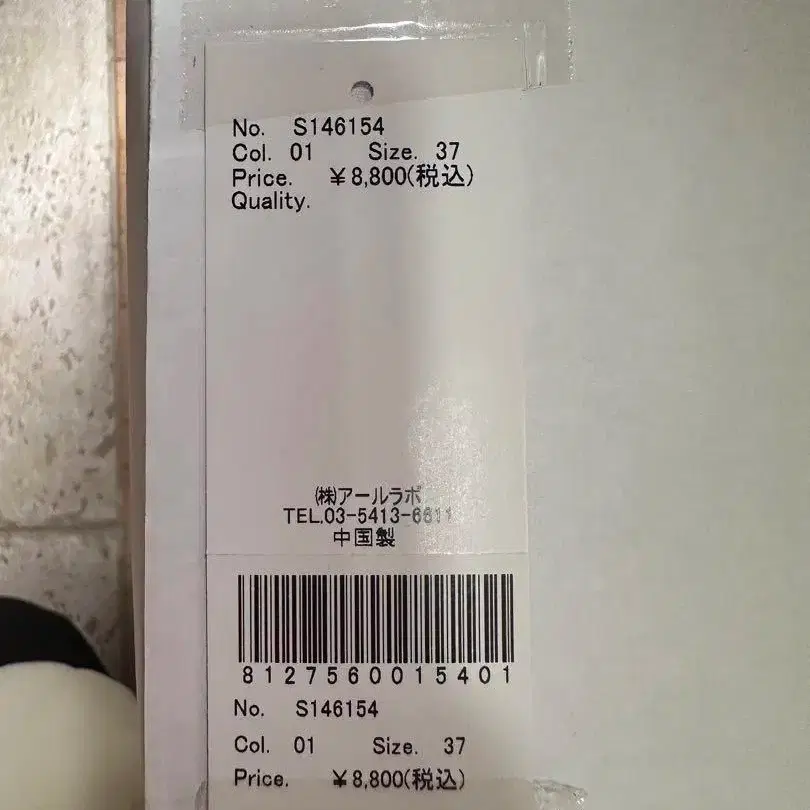 No. S146154
Col. 01 Size. 37
Price. ￥8,800(税込)
Quality.
㈱アールラボ
TEL.03-5413-6611
中国製
8127560015401
No. S146154
Col. 01 Size. 37
Price. ￥8,800(税込)